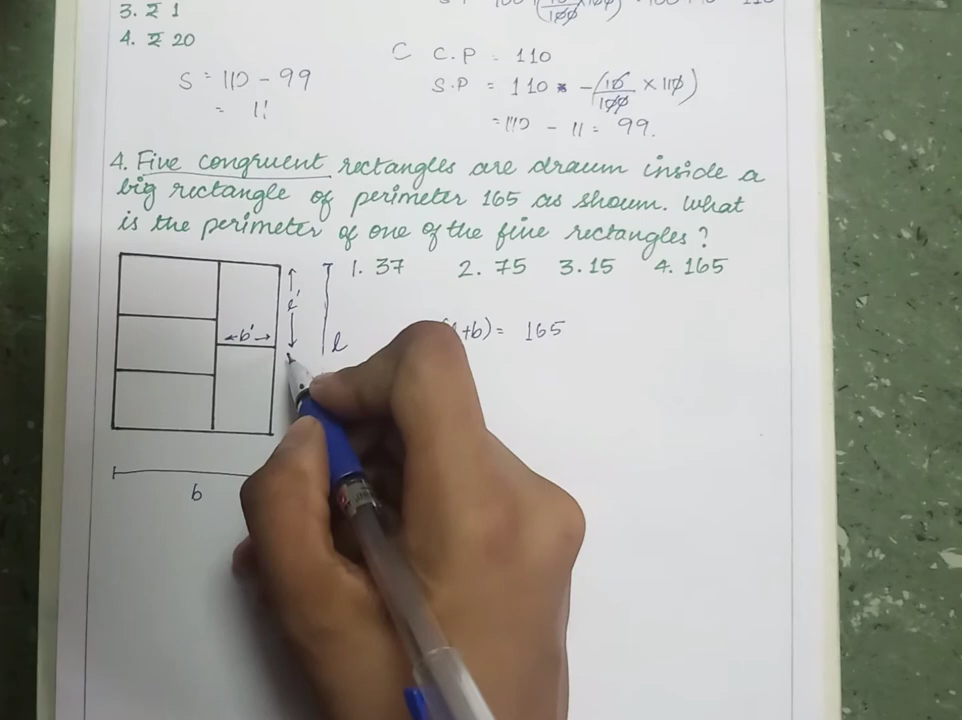 3. ₹ 1
4. ₹ 20
S = 110 - 99
= 11
C C.P = 110
S.P = 110 - (10/100 × 110)
= 110 - 11 = 99.
4. Five congruent rectangles are drawn inside a
big rectangle of perimeter 165 as shown. What
is the perimeter of one of the five rectangles?
1. 37 2. 75 3. 15 4. 165
l'
b'
l
+b) = 165
b